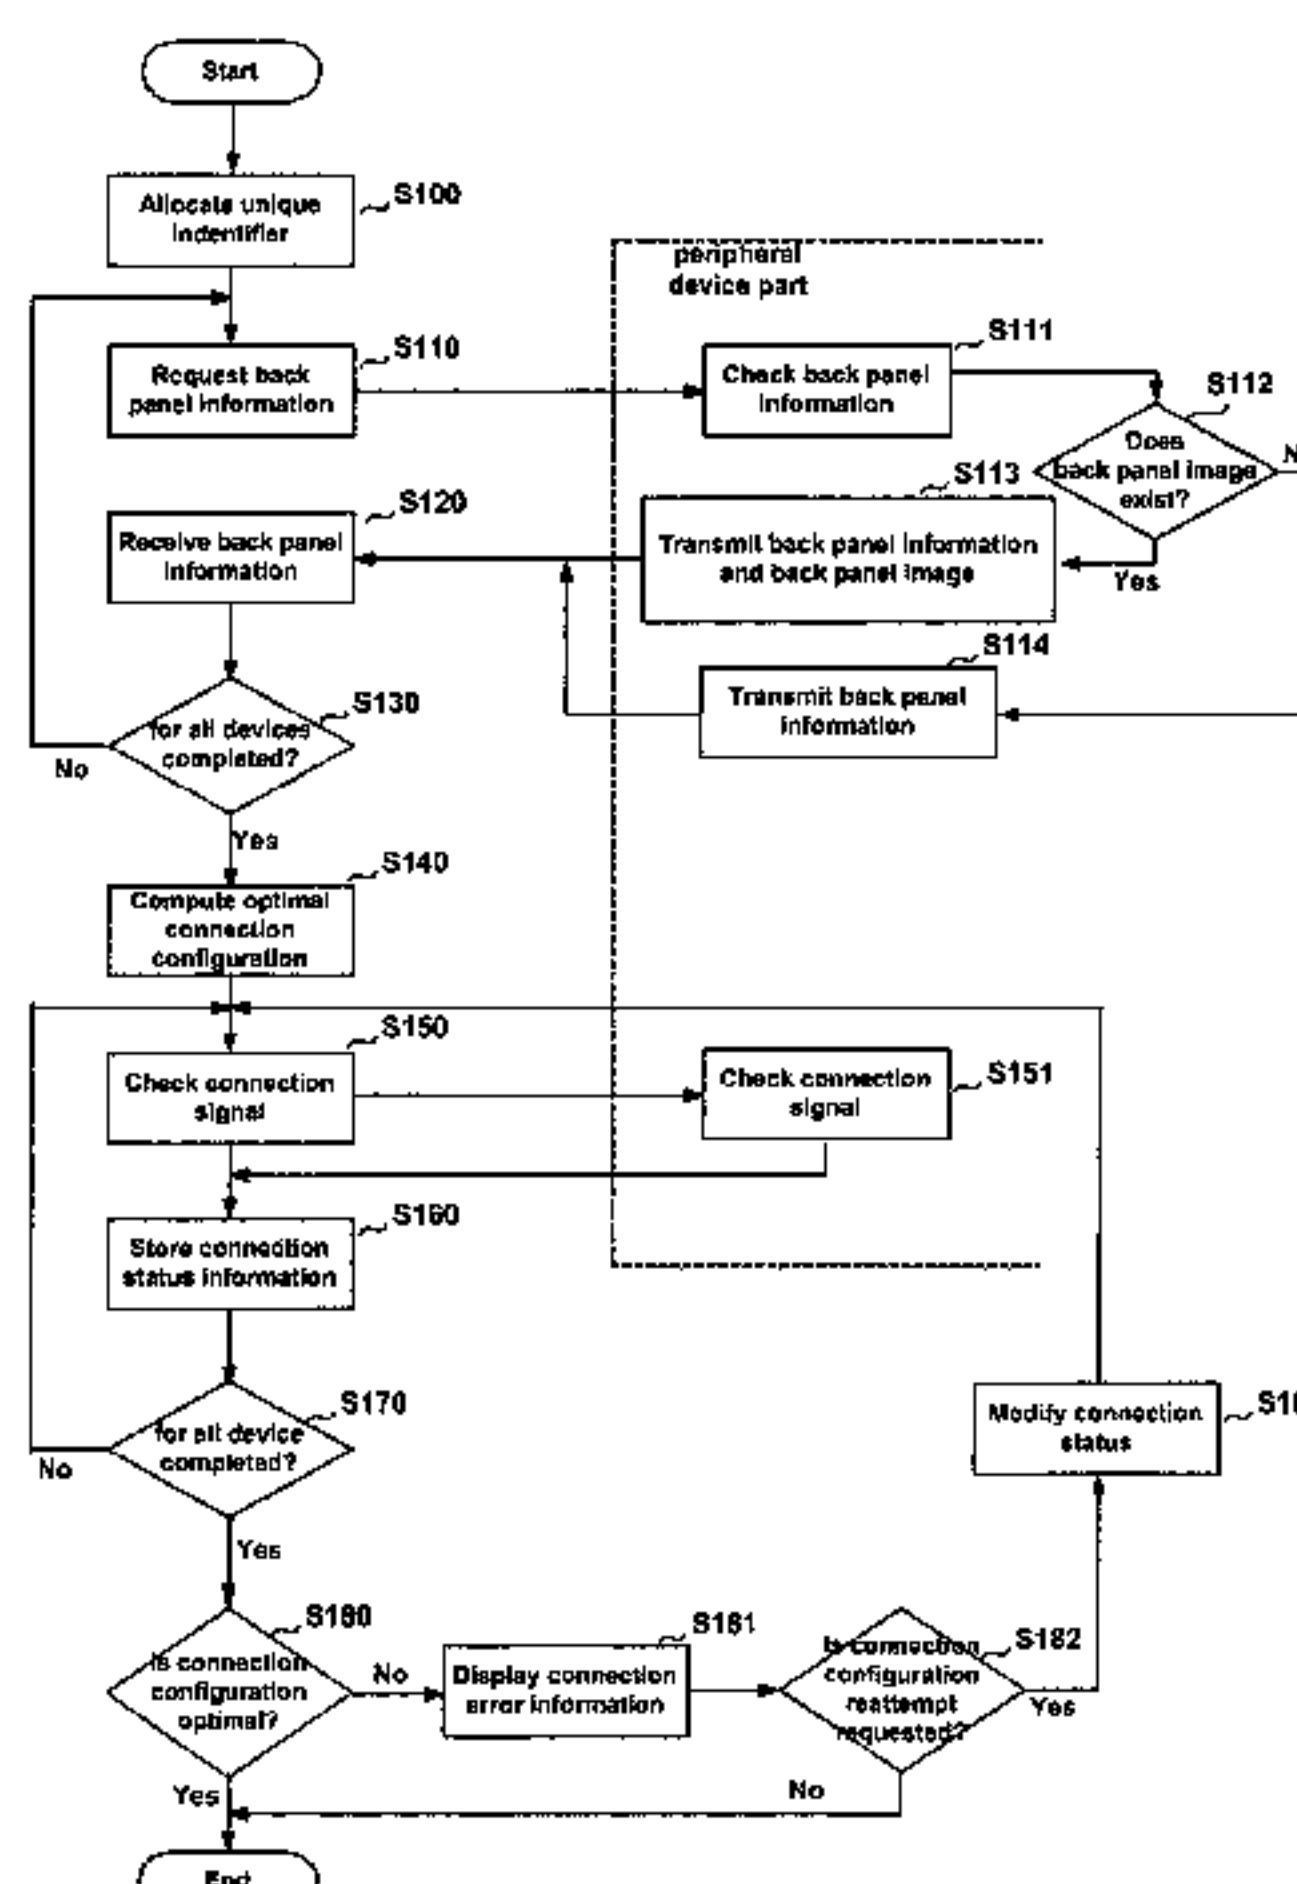 Start
Allocate unique
indentifier
S100
peripheral
device part
Request back
panel information
S110
Check back panel
information
S111
Does
back panel image
exist?
S112
Yes
Transmit back panel information
and back panel image
S113
Receive back panel
information
S120
Transmit back panel
information
S114
for all devices
completed?
S130
No
Yes
Compute optimal
connection
configuration
S140
Check connection
signal
S150
Check connection
signal
S151
Store connection
status information
S160
for all device
completed?
S170
No
Yes
Modify connection
status
Is connection
configuration
optimal?
S180
No
Display connection
error information
S181
Is connection
configuration
reattempt
requested?
S182
Yes
Yes
No
End